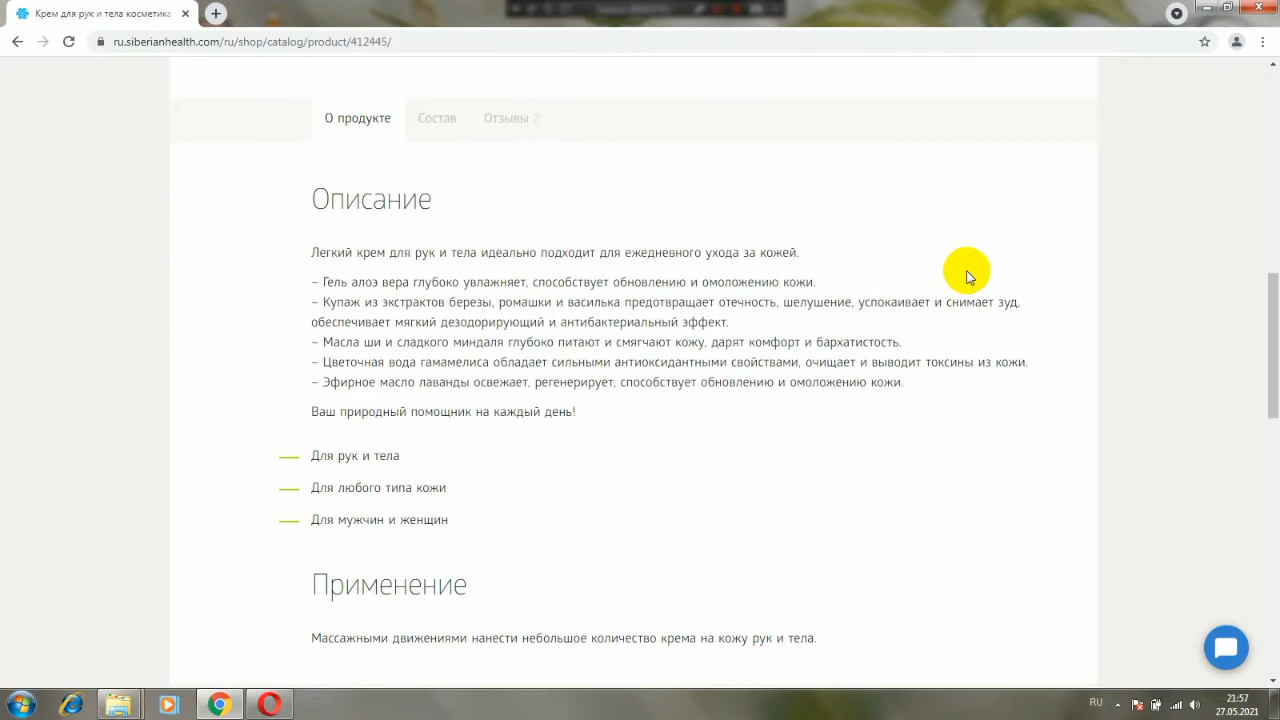 Крем для рук и тела косметика
ru.siberianhealth.com/ru/shop/catalog/product/412445/
О продукте Состав Отзывы 2
Описание
Легкий крем для рук и тела идеально подходит для ежедневного ухода за кожей.
– Гель алоэ вера глубоко увлажняет, способствует обновлению и омоложению кожи.
– Купаж из экстрактов березы, ромашки и василька предотвращает отечность, шелушение, успокаивает и снимает зуд,
обеспечивает мягкий дезодорирующий и антибактериальный эффект.
– Масла ши и сладкого миндаля глубоко питают и смягчают кожу, дарят комфорт и бархатистость.
– Цветочная вода гамамелиса обладает сильными антиоксидантными свойствами, очищает и выводит токсины из кожи.
– Эфирное масло лаванды освежает, регенерирует, способствует обновлению и омоложению кожи.
Ваш природный помощник на каждый день!
Для рук и тела
Для любого типа кожи
Для мужчин и женщин
Применение
Массажными движениями нанести небольшое количество крема на кожу рук и тела.
RU
21:57
27.05.2021